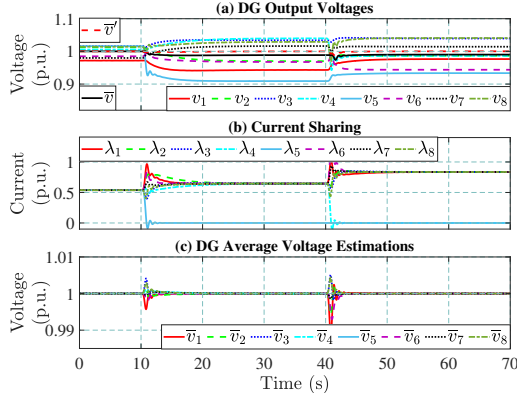 (a) DG Output Voltages
Voltage (p.u.)
1.1
1
0.9
v̅′
v̅
v₁ v₂ v₃ v₄ v₅ v₆ v₇ v₈
(b) Current Sharing
λ₁ λ₂ λ₃ λ₄ λ₅ λ₆ λ₇ λ₈
Current (p.u.)
1
0.5
0
(c) DG Average Voltage Estimations
Voltage (p.u.)
1.01
1
0.99
v̅₁ v̅₂ v̅₃ v̅₄ v̅₅ v̅₆ v̅₇ v̅₈
0 10 20 30 40 50 60 70
Time (s)